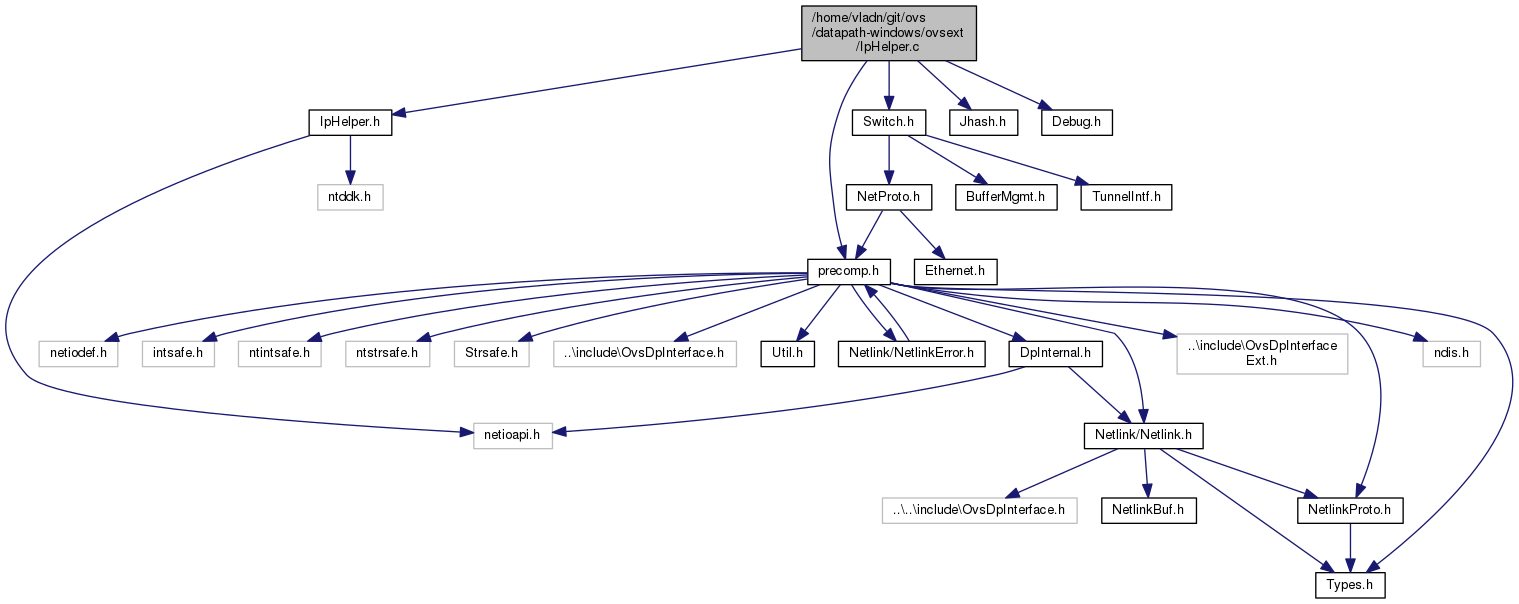 /home/vladn/git/ovs
/datapath-windows/ovsext
/IpHelper.c
IpHelper.h
Switch.h
Jhash.h
Debug.h
ntddk.h
NetProto.h
BufferMgmt.h
TunnelIntf.h
precomp.h
Ethernet.h
netiodef.h
intsafe.h
ntintsafe.h
ntstrsafe.h
Strsafe.h
..\include\OvsDpInterface.h
Util.h
Netlink/NetlinkError.h
DpInternal.h
..\include\OvsDpInterface
Ext.h
ndis.h
netioapi.h
Netlink/Netlink.h
..\..\include\OvsDpInterface.h
NetlinkBuf.h
NetlinkProto.h
Types.h